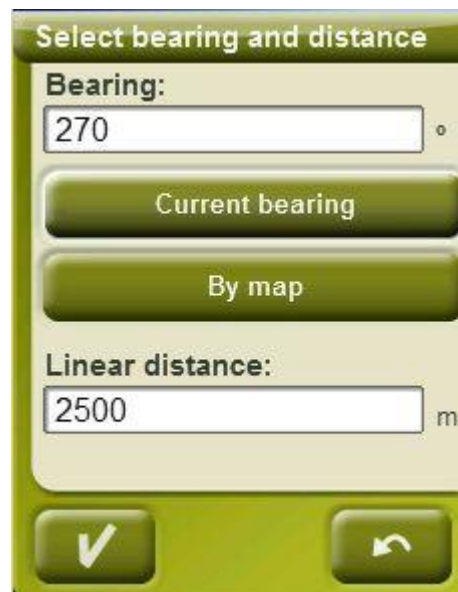 Select bearing and distance
Bearing:
270 °
Current bearing
By map
Linear distance:
2500 m